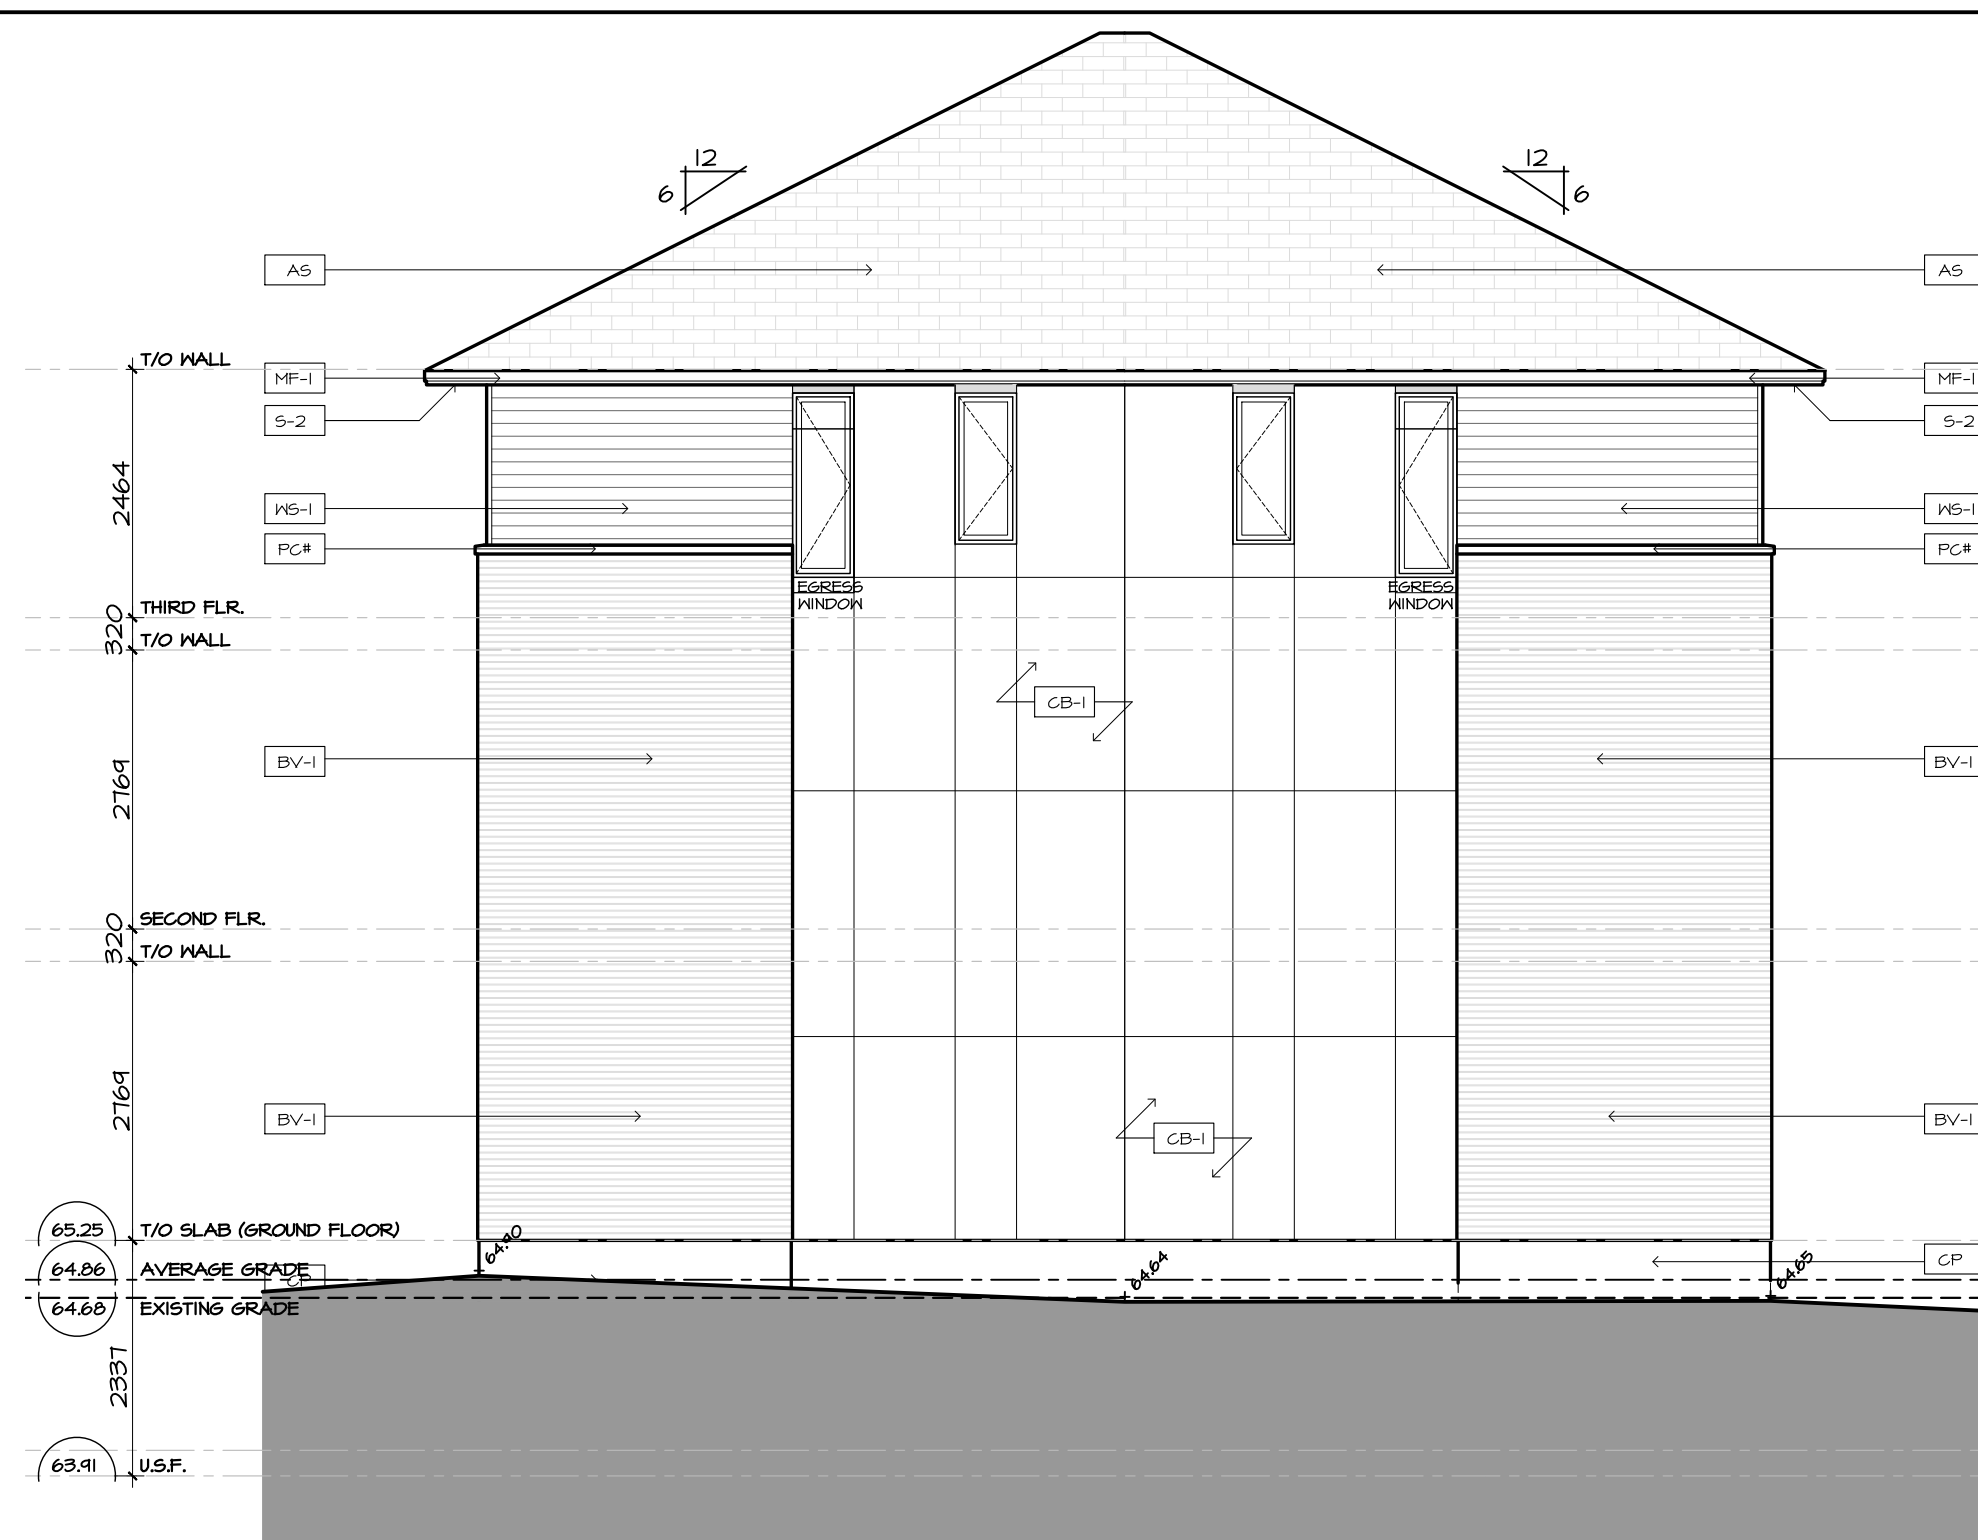 12
12
6
6
AS
AS
T/O WALL
MF-1
MF-1
S-2
S-2
2464
WS-1
WS-1
PC#
PC#
EGRESS
WINDOW
EGRESS
WINDOW
THIRD FLR.
320
T/O WALL
CB-1
BV-1
BV-1
2769
SECOND FLR.
320
T/O WALL
2769
BV-1
BV-1
CB-1
65.25
T/O SLAB (GROUND FLOOR)
64.90
64.64
64.65
64.86
AVERAGE GRADE
CP
CP
64.68
EXISTING GRADE
2337
63.91
U.S.F.